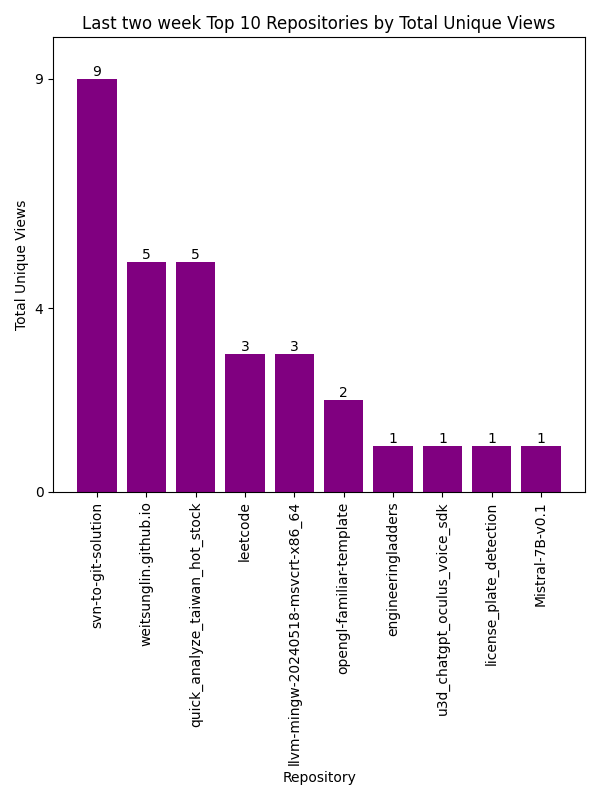 Last two week Top 10 Repositories by Total Unique Views
Total Unique Views
9
4
0
9
5
5
3
3
2
1
1
1
1
svn-to-git-solution
weitsunglin.github.io
quick_analyze_taiwan_hot_stock
leetcode
llvm-mingw-20240518-msvcrt-x86_64
opengl-familiar-template
engineeringladders
u3d_chatgpt_oculus_voice_sdk
license_plate_detection
Mistral-7B-v0.1
Repository